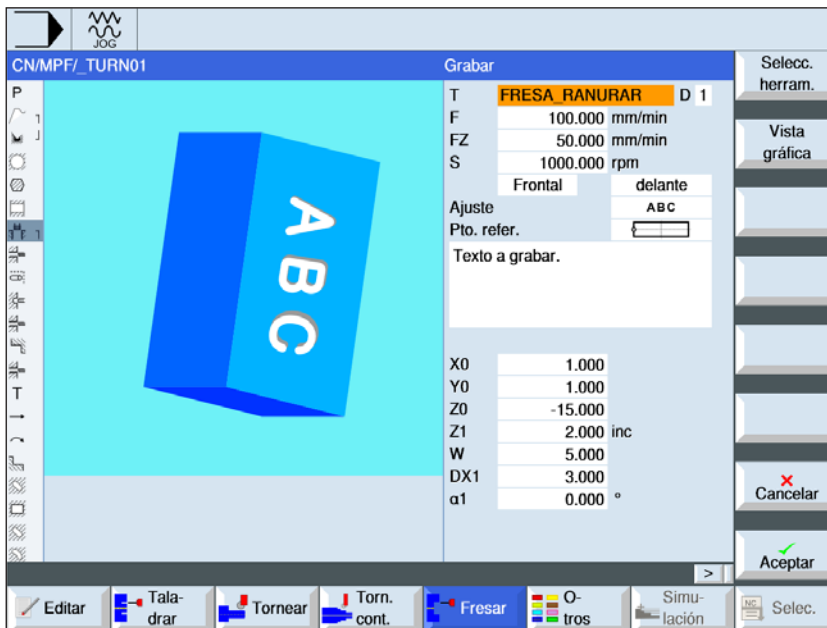 JOG
CN/MPF/_TURN01
Grabar
T FRESA_RANURAR D 1
F 100.000 mm/min
FZ 50.000 mm/min
S 1000.000 rpm
Frontal delante
Ajuste ABC
Pto. refer.
Texto a grabar.
X0 1.000
Y0 1.000
Z0 -15.000
Z1 2.000 inc
W 5.000
DX1 3.000
α1 0.000 °
P
T
A B C
Selecc.
herram.
Vista
gráfica
Cancelar
Aceptar
>
Editar
Tala-
drar
Tornear
Torn.
cont.
Fresar
O-
tros
Simu-
lación
NC
Selec.